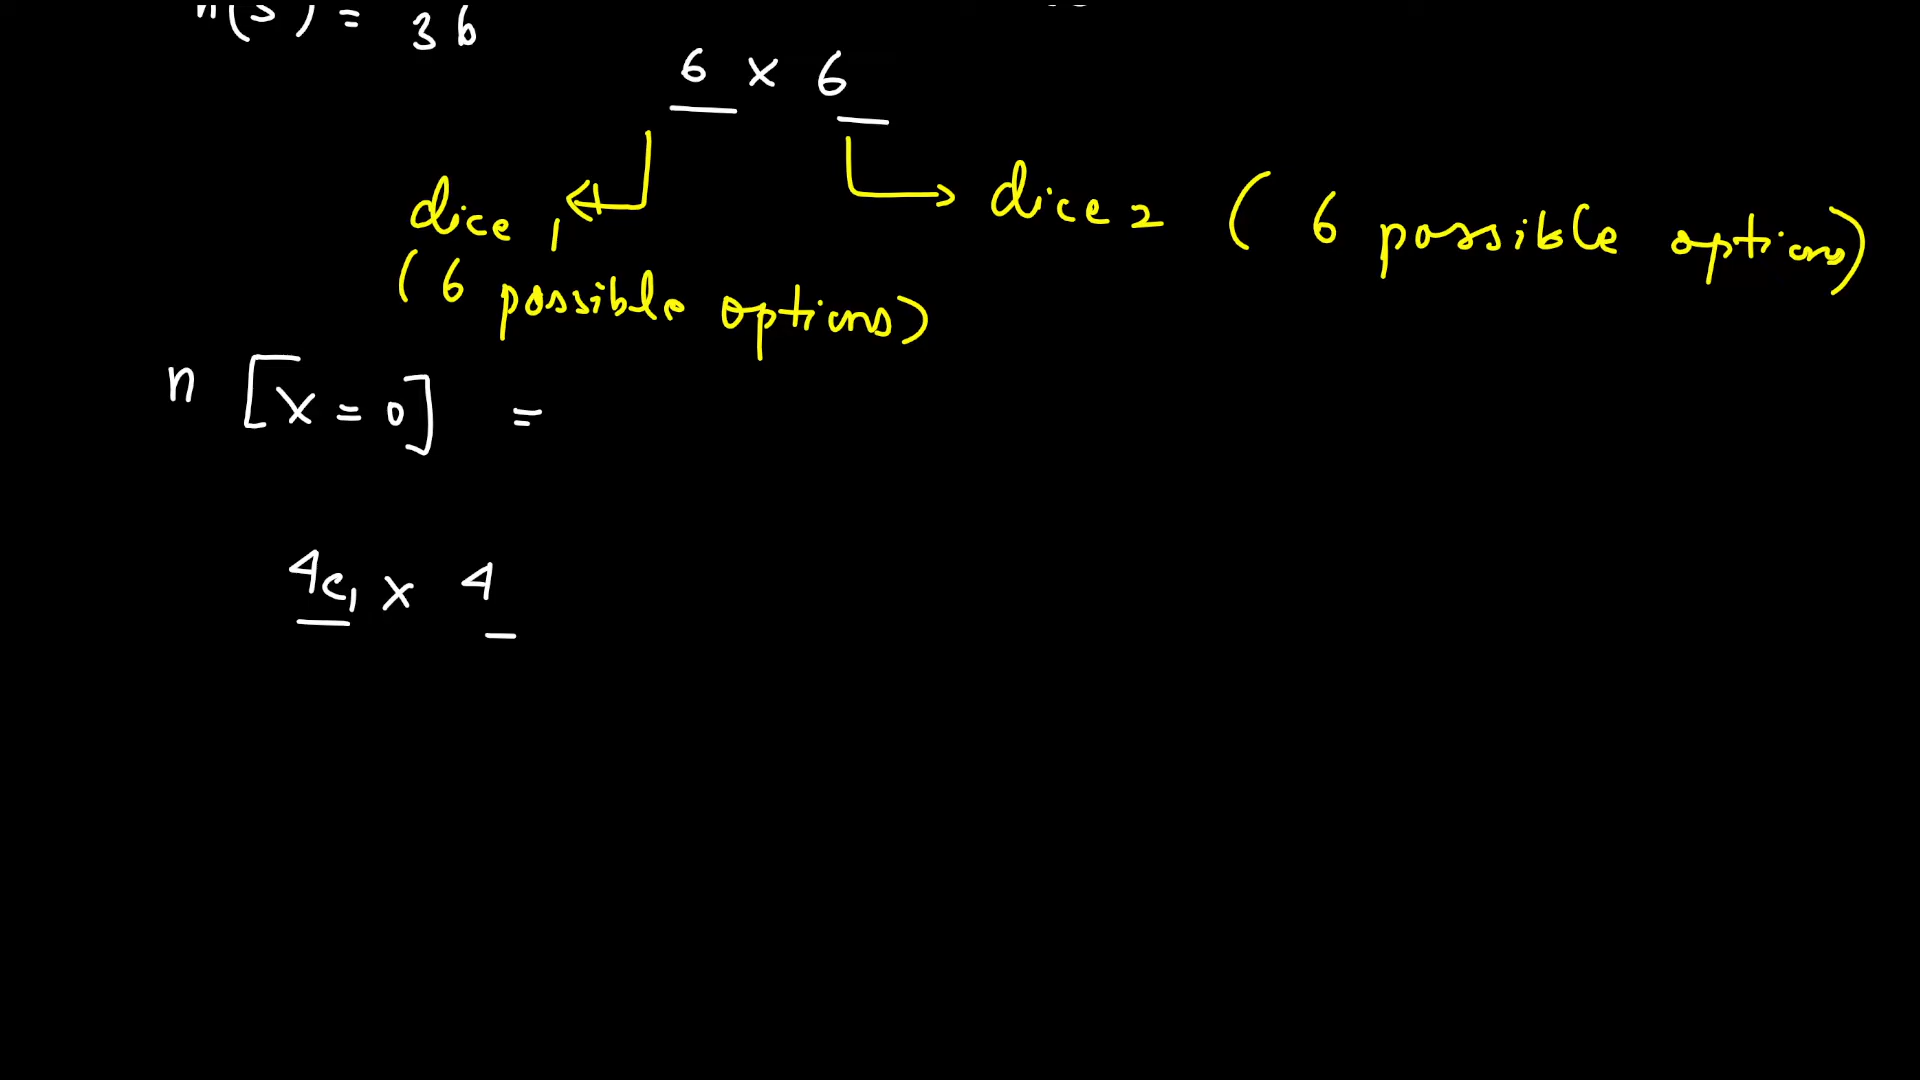 n(S) = 36
6 x 6
dice 1
dice 2 ( 6 possible options)
( 6 possible options)
n [x = 0] =
4c1 x 4